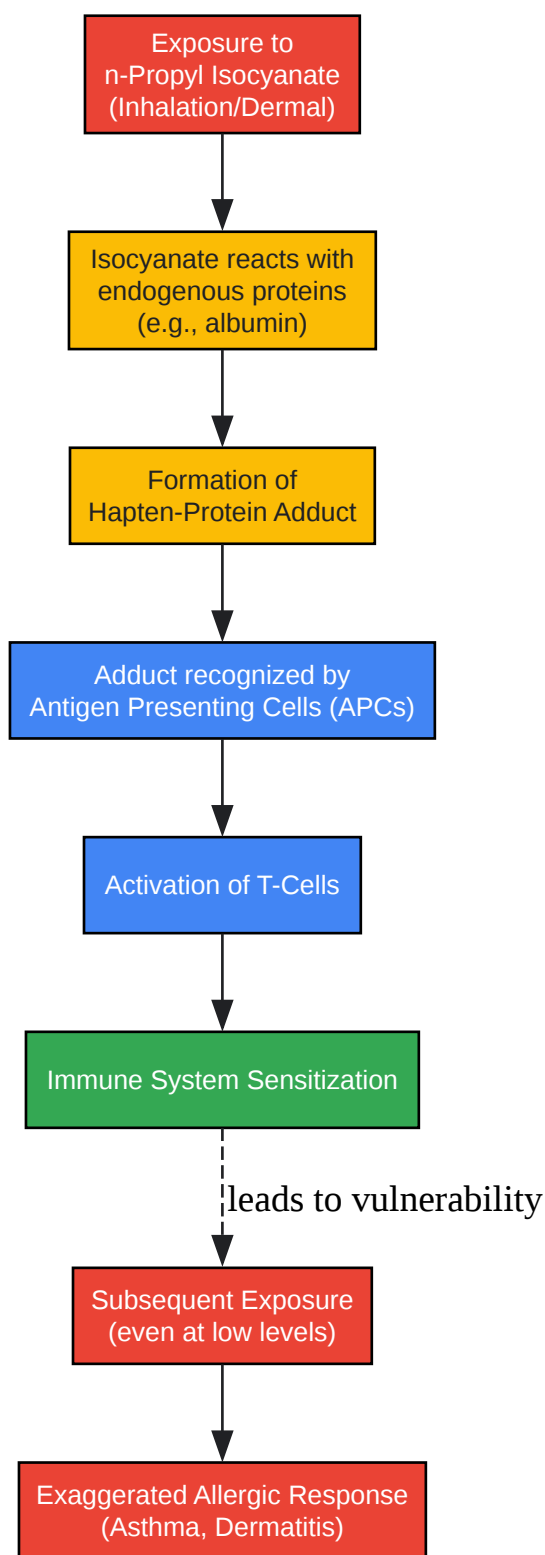 Exposure to
n-Propyl Isocyanate
(Inhalation/Dermal)
Isocyanate reacts with
endogenous proteins
(e.g., albumin)
Formation of
Hapten-Protein Adduct
Adduct recognized by
Antigen Presenting Cells (APCs)
Activation of T-Cells
Immune System Sensitization
leads to vulnerability
Subsequent Exposure
(even at low levels)
Exaggerated Allergic Response
(Asthma, Dermatitis)